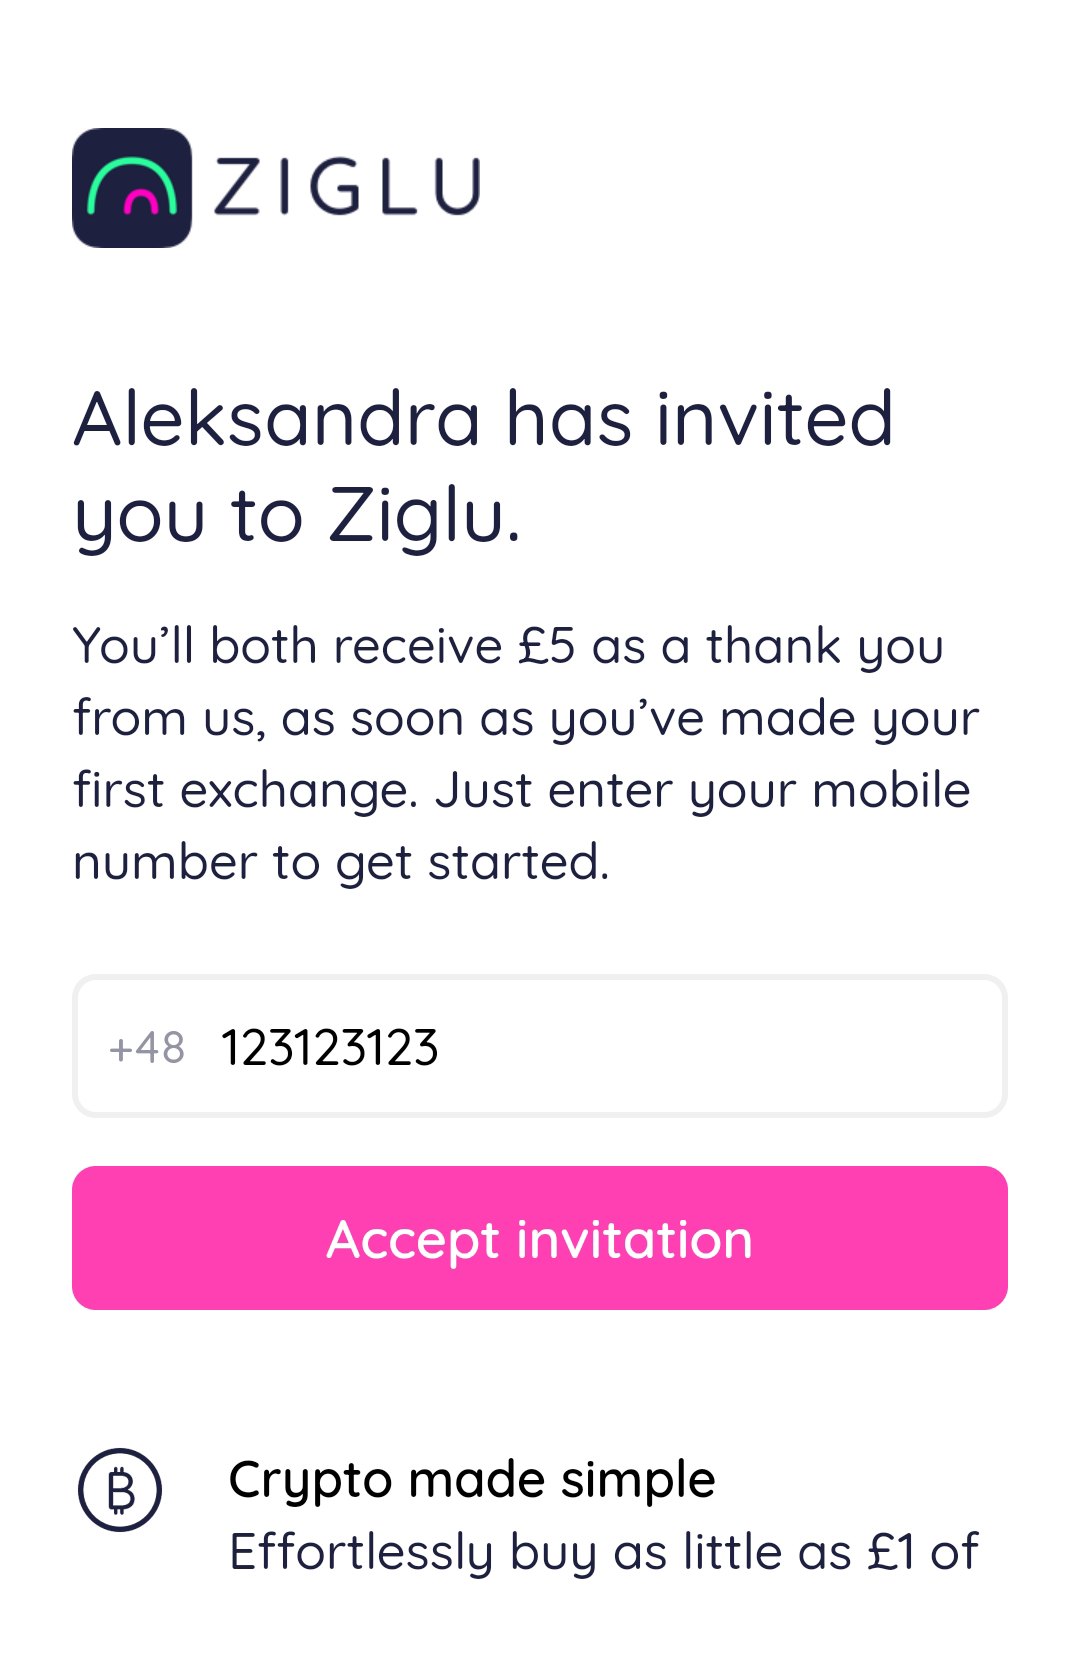 ZIGLU
Aleksandra has invited
you to Ziglu.
You’ll both receive £5 as a thank you
from us, as soon as you’ve made your
first exchange. Just enter your mobile
number to get started.
+48 123123123
Accept invitation
Crypto made simple
Effortlessly buy as little as £1 of